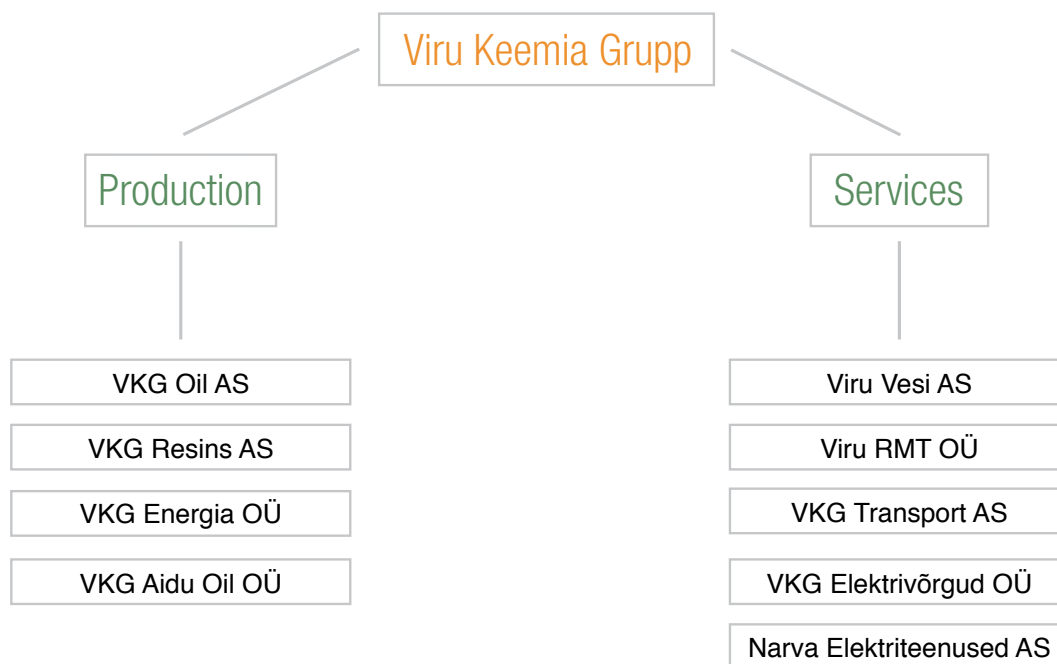 Viru Keemia Grupp
Production
Services
VKG Oil AS
VKG Resins AS
VKG Energia OÜ
VKG Aidu Oil OÜ
Viru Vesi AS
Viru RMT OÜ
VKG Transport AS
VKG Elektrivõrgud OÜ
Narva Elektriteenused AS